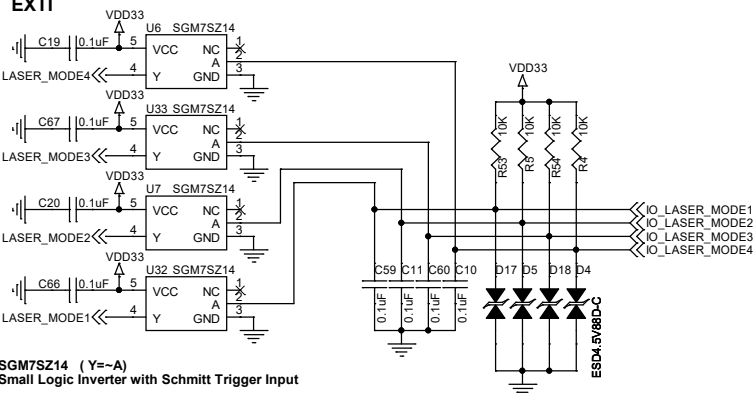 EXTI
VDD33
U6 SGM7SZ14
C19 0.1uF 5 VCC NC 1
A 2
LASER_MODE4 4 Y GND 3
VDD33
U33 SGM7SZ14
C67 0.1uF 5 VCC NC 1
A 2
LASER_MODE3 4 Y GND 3
VDD33
U7 SGM7SZ14
C20 0.1uF 5 VCC NC 1
A 2
LASER_MODE2 4 Y GND 3
VDD33
U32 SGM7SZ14
C66 0.1uF 5 VCC NC 1
A 2
LASER_MODE1 4 Y GND 3
VDD33
10K 10K 10K 10K
R53 R5 R54 R4
IO_LASER_MODE1
IO_LASER_MODE2
IO_LASER_MODE3
IO_LASER_MODE4
C59 C11 C60 C10 D17 D5 D18 D4
0.1uF 0.1uF 0.1uF 0.1uF
ESD4.5V88D-C
SGM7SZ14 ( Y=~A)
Small Logic Inverter with Schmitt Trigger Input